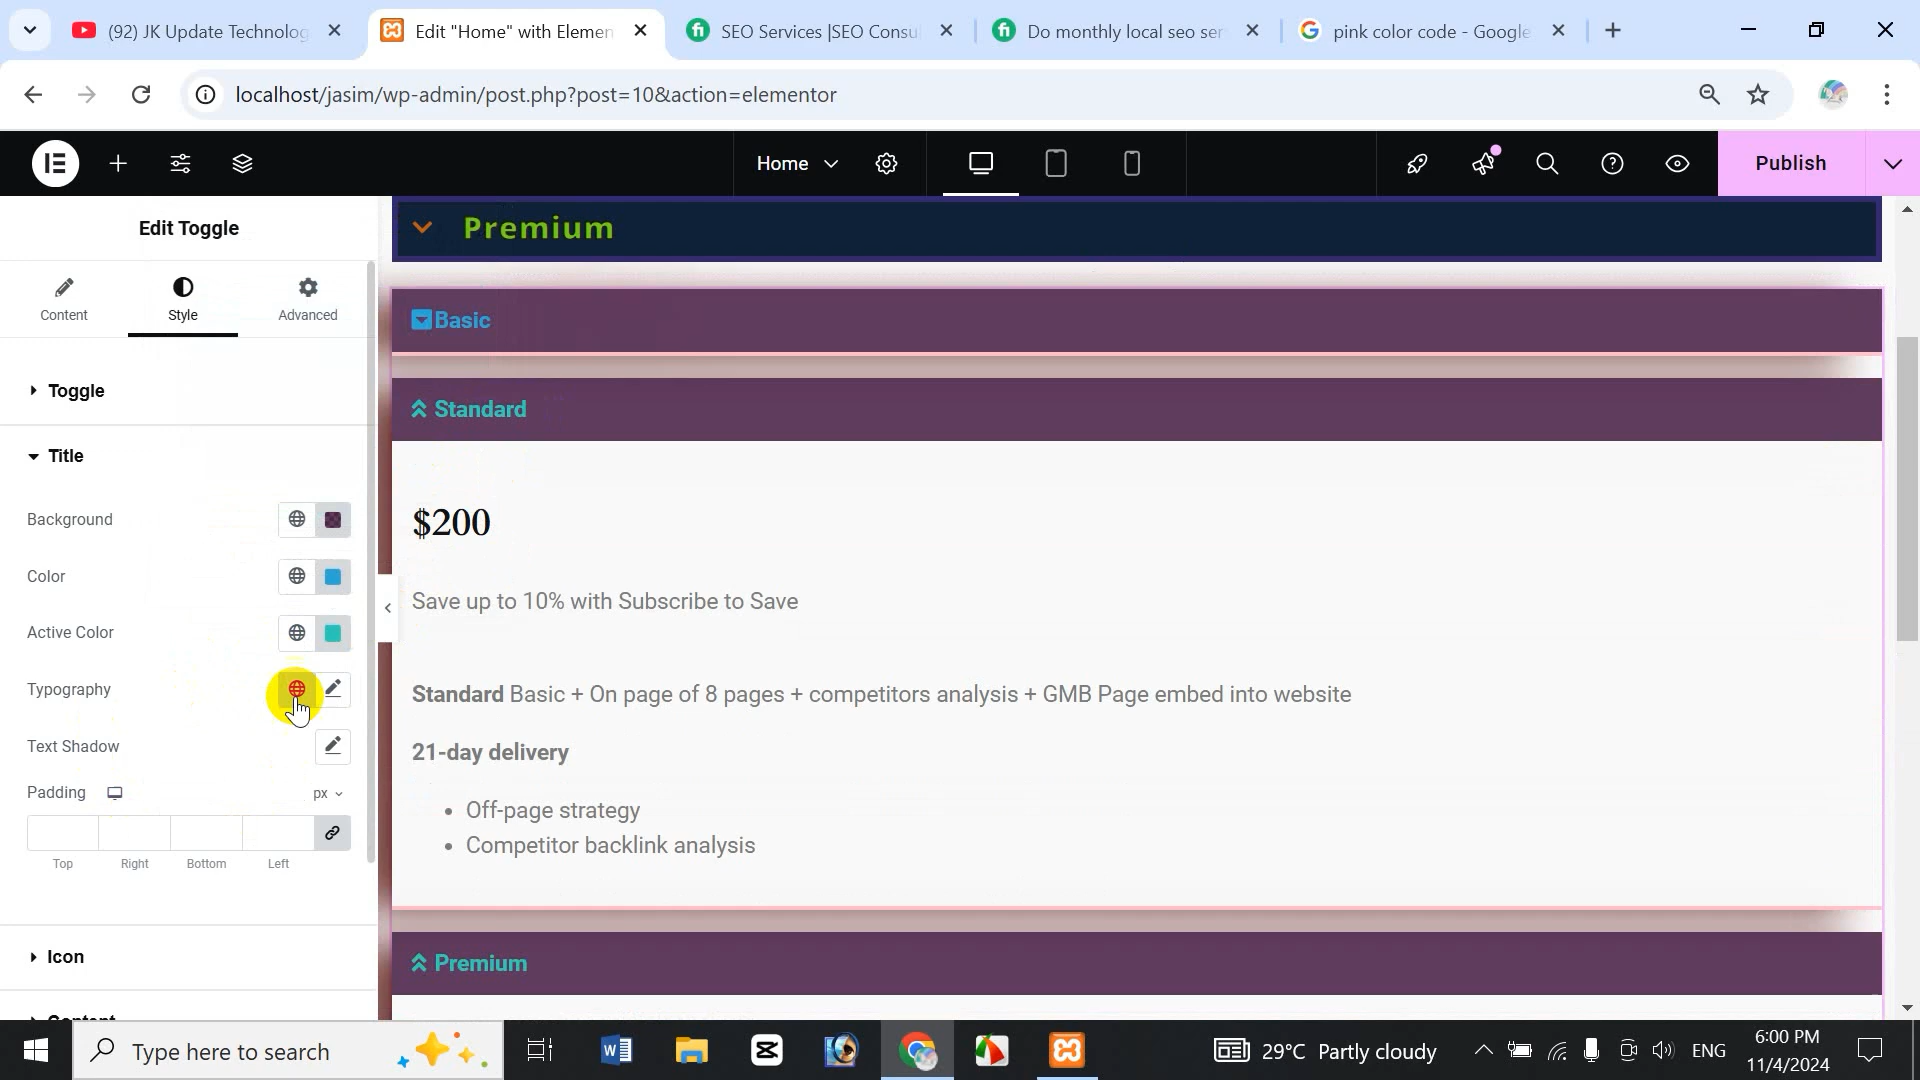 (92) JK Update Technolog
Edit "Home" with Elemen
SEO Services |SEO Consul
Do monthly local seo ser
pink color code - Google
localhost/jasim/wp-admin/post.php?post=10&action=elementor
Home
Publish
Edit Toggle
Content
Style
Advanced
Toggle
Title
Background
Color
Active Color
Typography
Text Shadow
Padding
px
Top
Right
Bottom
Left
Icon
Content
Premium
Basic
Standard
$200
Save up to 10% with Subscribe to Save
Standard Basic + On page of 8 pages + competitors analysis + GMB Page embed into website
21-day delivery
Off-page strategy
Competitor backlink analysis
Premium
Type here to search
29°C Partly cloudy
ENG
6:00 PM
11/4/2024